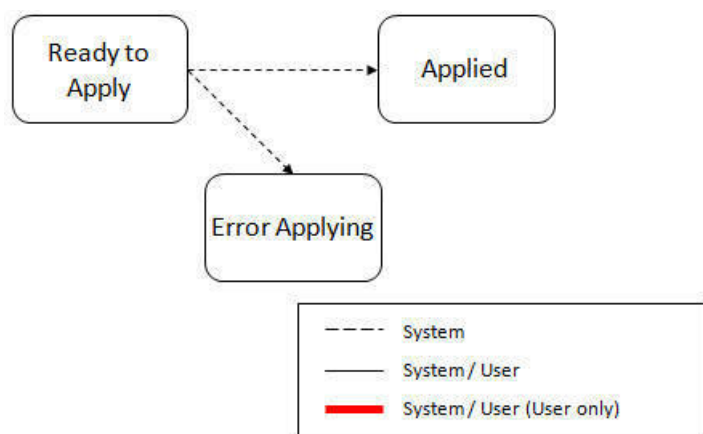 Ready to
Apply
Applied
Error Applying
System
System / User
System / User (User only)